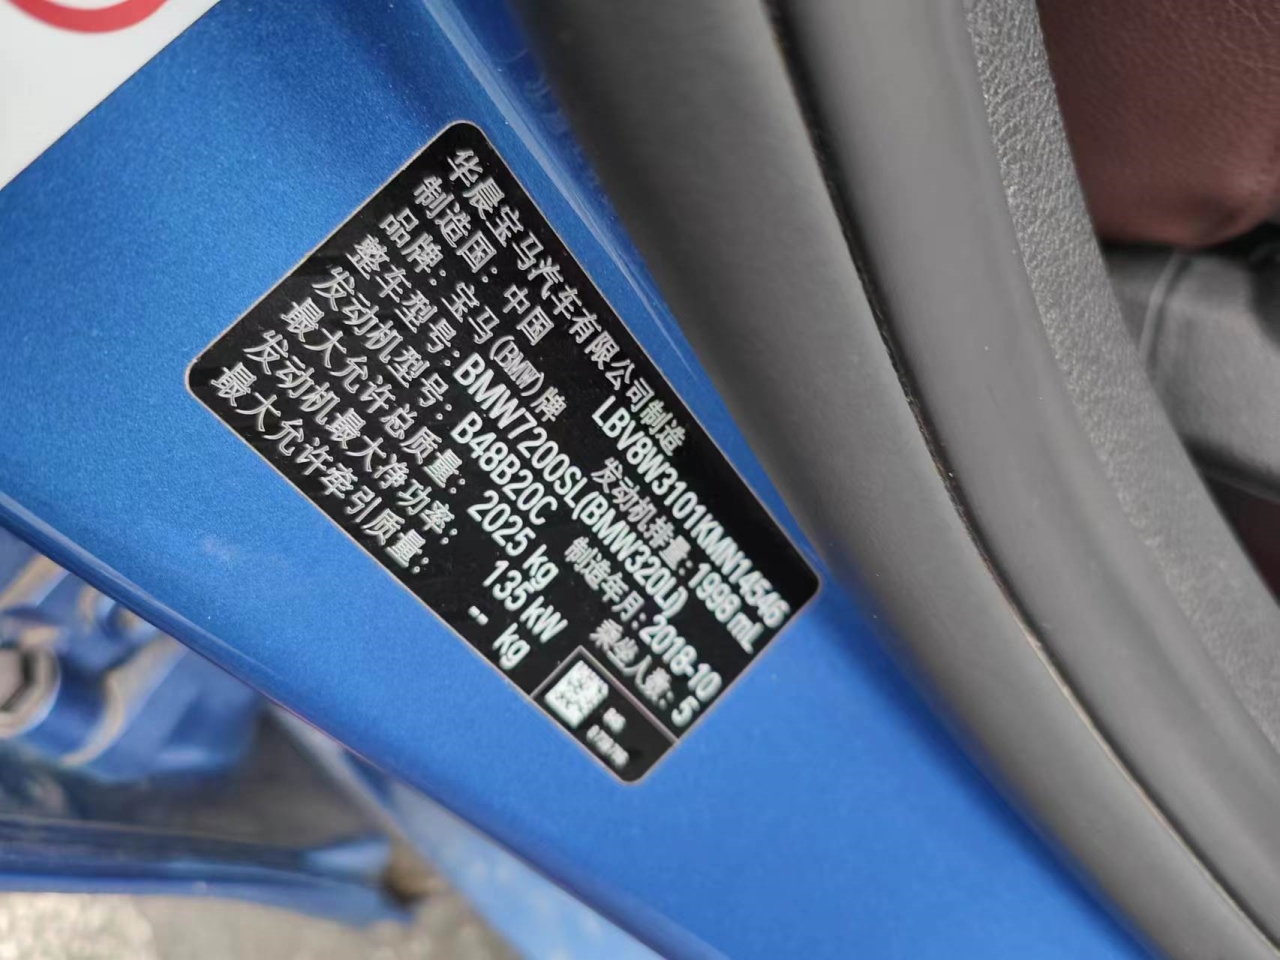 华晨宝马汽车有限公司制造
制造国：中国 LBV8W3101KMN14546
品牌：宝马(BMW)牌 发动机排量：1998 mL
整车型号：BMW7200SL(BMW320Li)
发动机型号：B48B20C 制造年月：2018-10
最大允许总质量：2025 kg 乘坐人数：5
发动机最大净功率：135 kW
最大允许牵引质量：-- kg